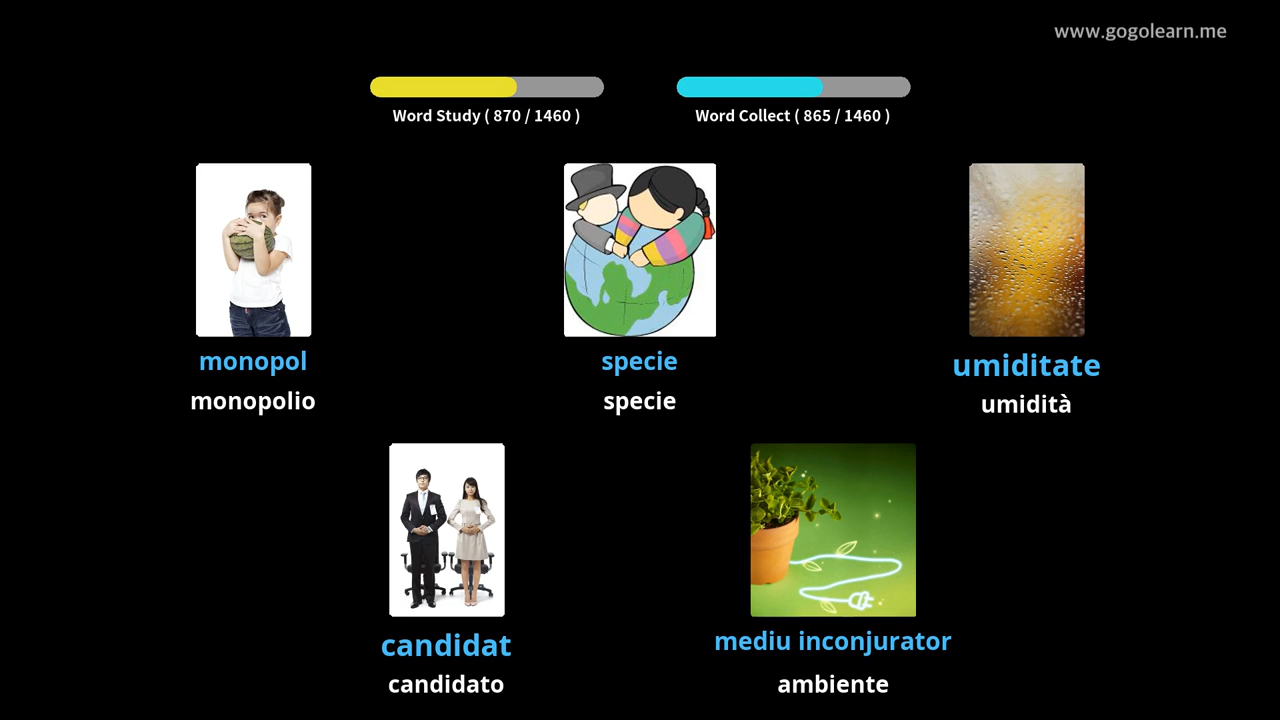 www.gogolearn.me
Word Study ( 870 / 1460 )
Word Collect ( 865 / 1460 )
monopol
monopolio
specie
specie
umiditate
umidità
candidat
candidato
mediu inconjurator
ambiente